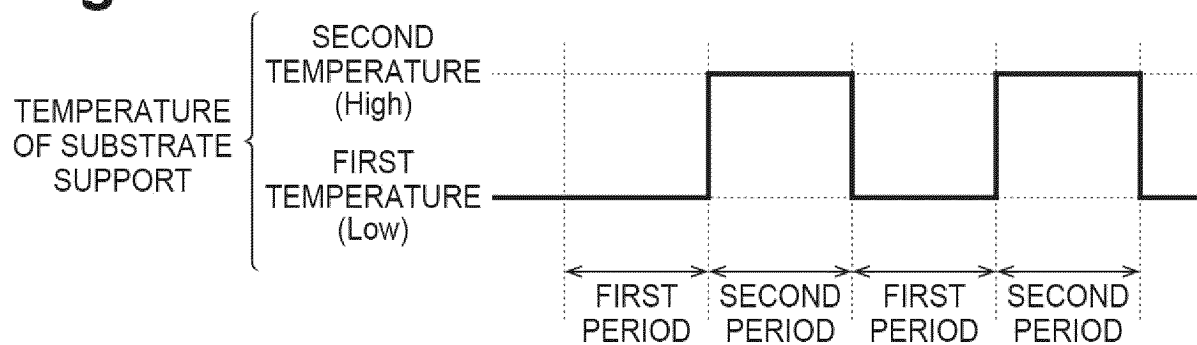 TEMPERATURE
OF SUBSTRATE
SUPPORT
SECOND
TEMPERATURE
(High)
FIRST
TEMPERATURE
(Low)
FIRST
PERIOD
SECOND
PERIOD
FIRST
PERIOD
SECOND
PERIOD